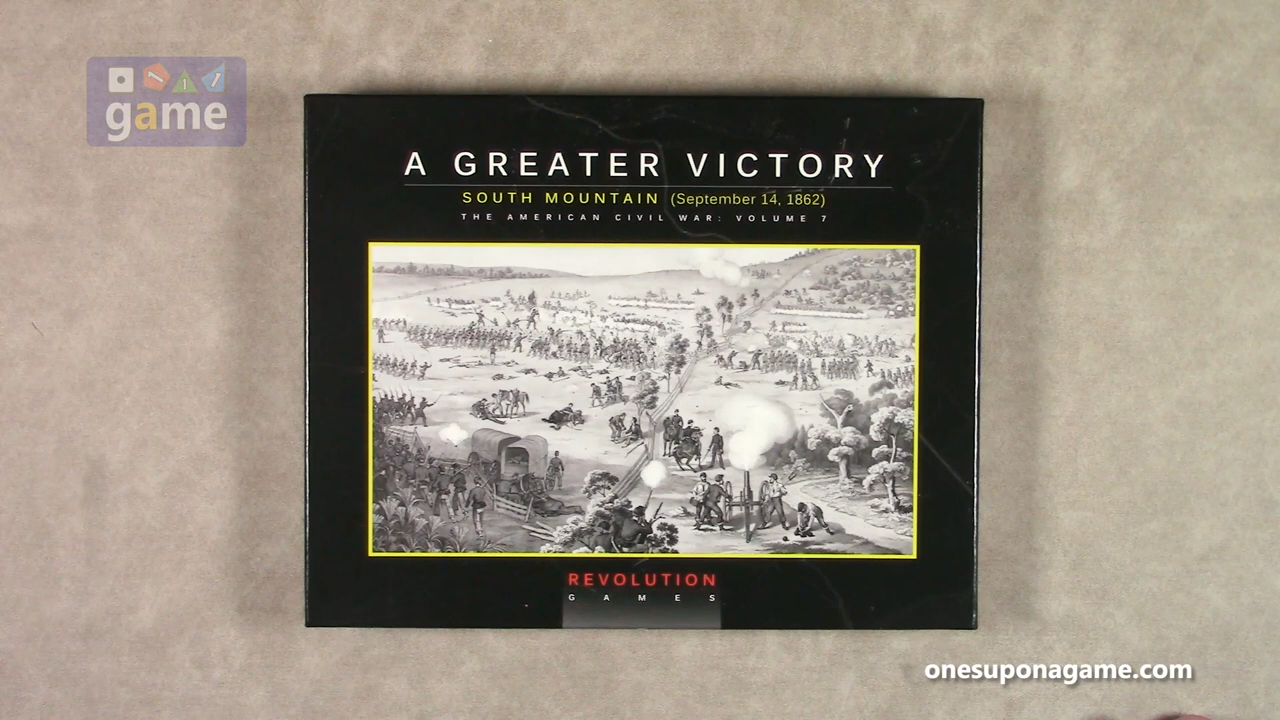 game
A GREATER VICTORY
SOUTH MOUNTAIN (September 14, 1862)
THE AMERICAN CIVIL WAR: VOLUME 7
REVOLUTION
GAMES
onesuponagame.com